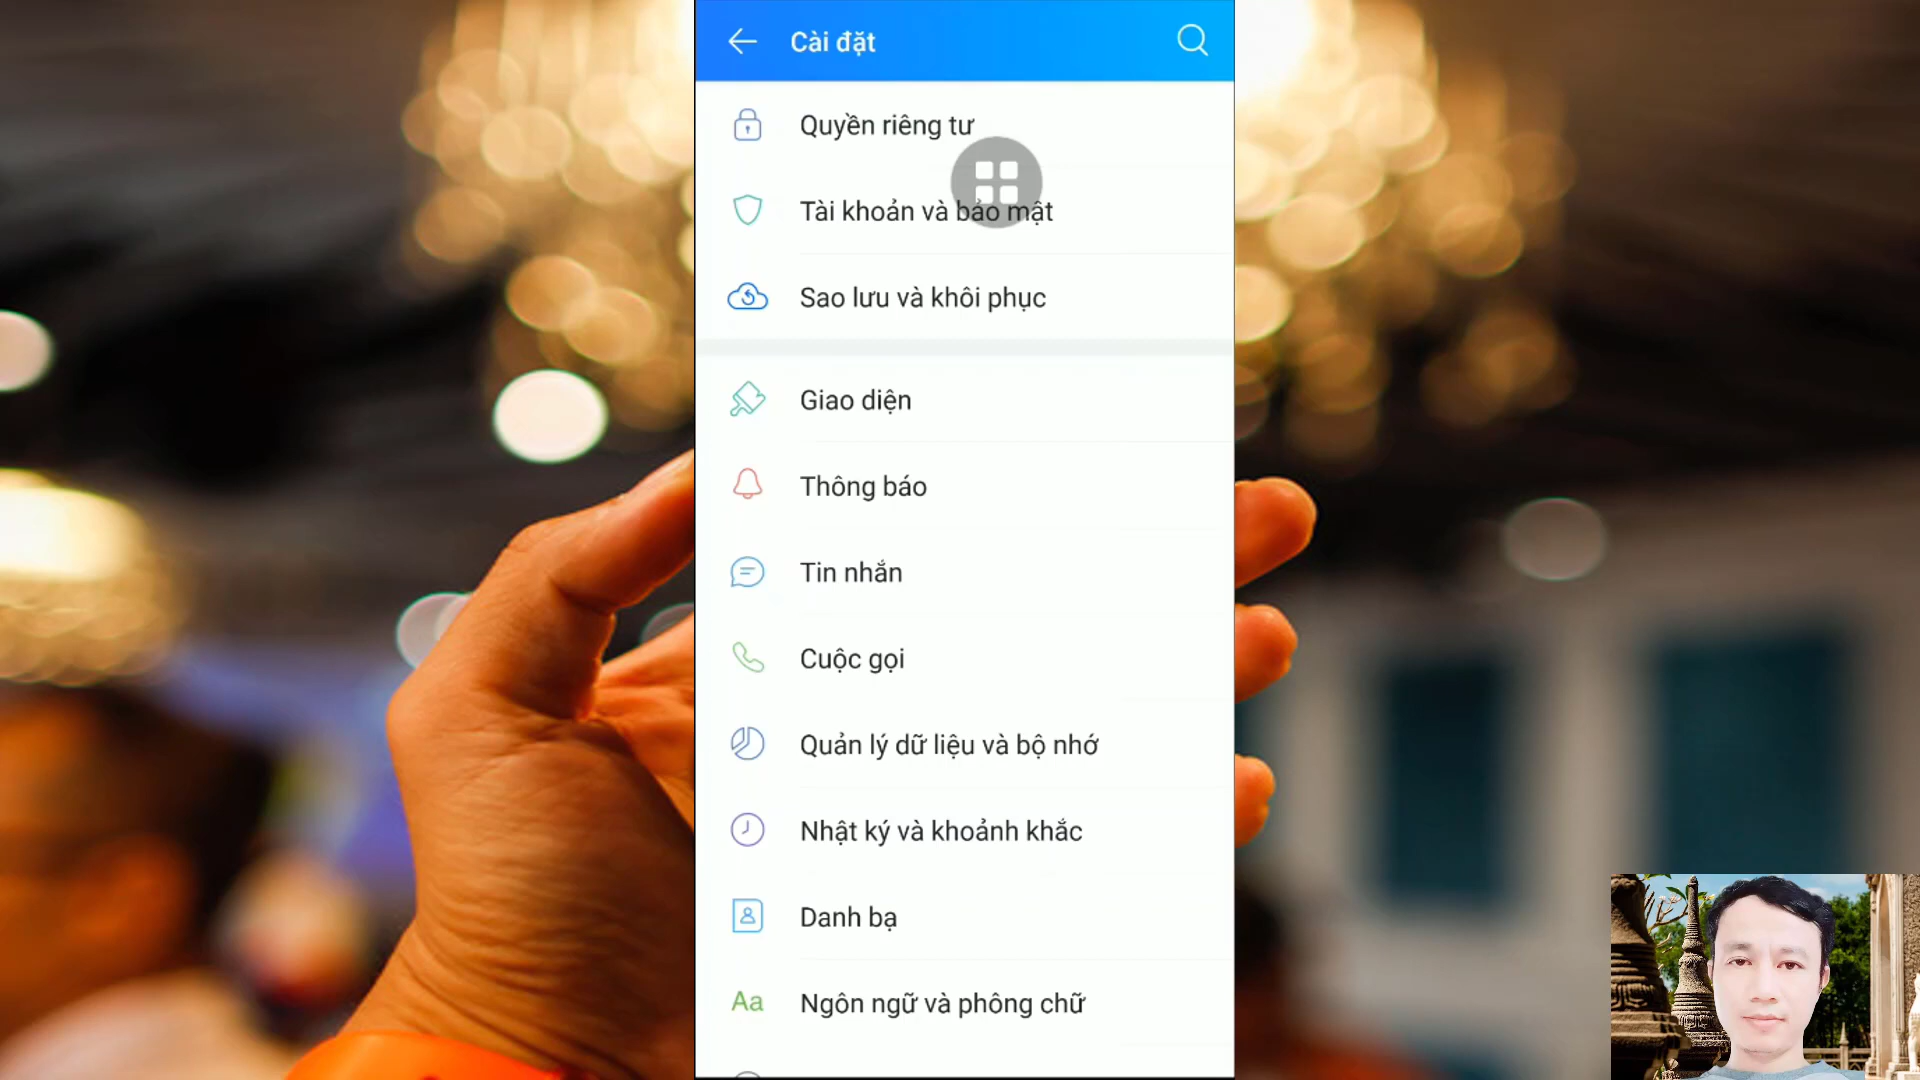 Cài đặt
Quyền riêng tư
Tài khoản và bảo mật
Sao lưu và khôi phục
Giao diện
Thông báo
Tin nhắn
Cuộc gọi
Quản lý dữ liệu và bộ nhớ
Nhật ký và khoảnh khắc
Danh bạ
Aa Ngôn ngữ và phông chữ